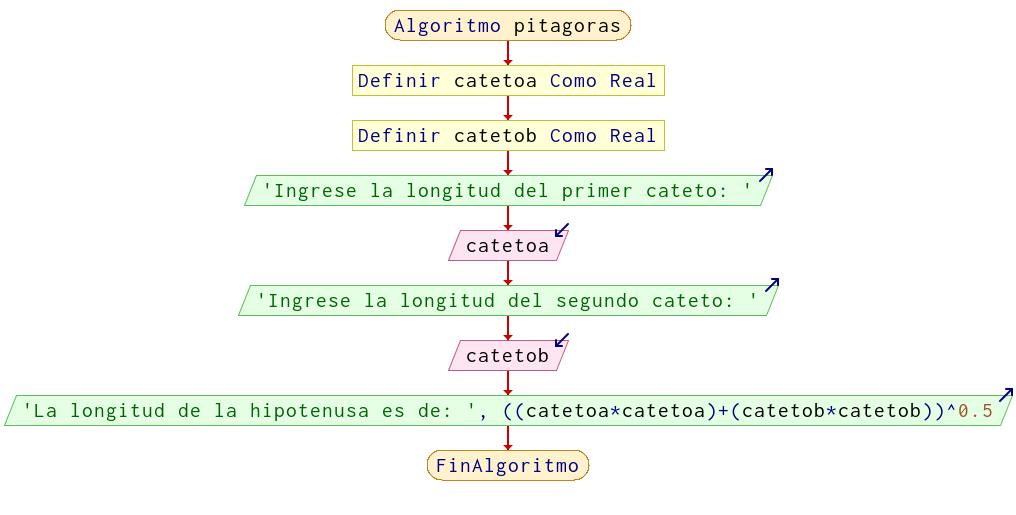 Algoritmo pitagoras
Definir catetoa Como Real
Definir catetob Como Real
'Ingrese la longitud del primer cateto: '
catetoa
'Ingrese la longitud del segundo cateto: '
catetob
'La longitud de la hipotenusa es de: ', ((catetoa*catetoa)+(catetob*catetob))^0.5
FinAlgoritmo